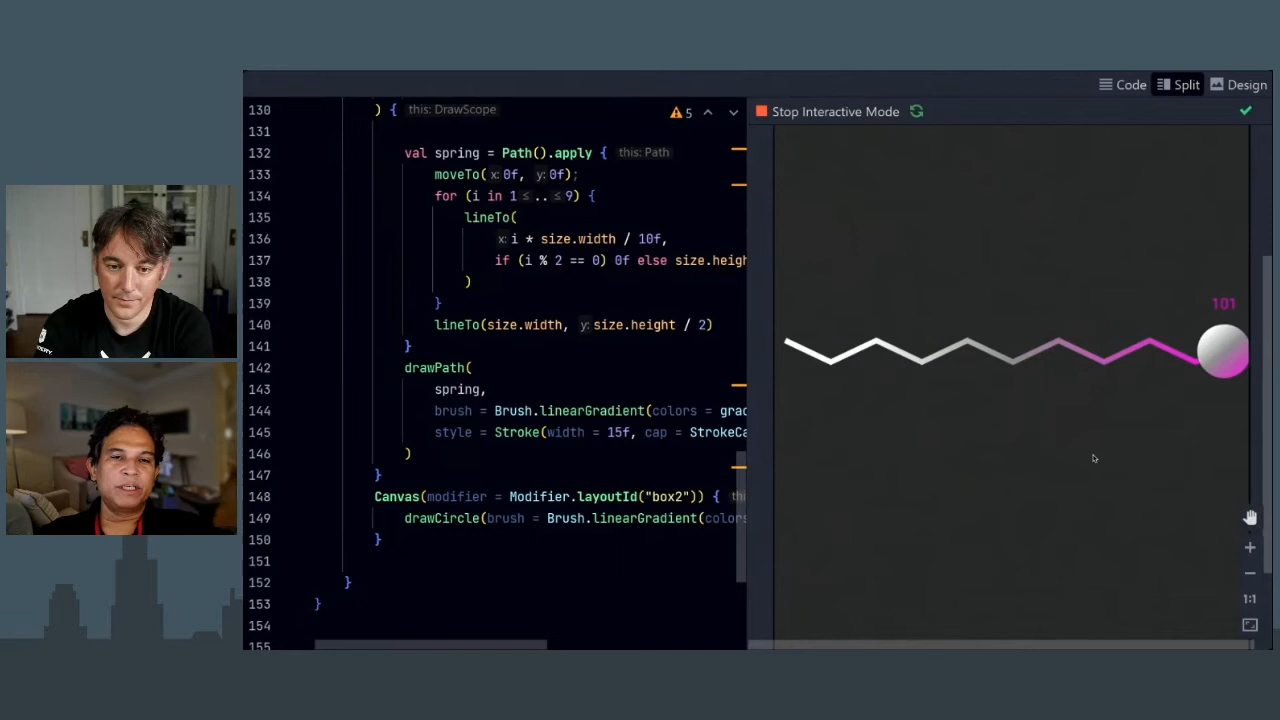 Code Split Design
130 ) { this: DrawScope
5
Stop Interactive Mode
131
132 val spring = Path().apply { this: Path
133 moveTo( x: 0f, y: 0f);
134 for (i in 1 ≤ .. ≤ 9) {
135 lineTo(
136 x: i * size.width / 10f,
137 if (i % 2 == 0) 0f else size.heigh
138 )
139 }
140 lineTo(size.width, y: size.height / 2)
141 }
142 drawPath(
143 spring,
144 brush = Brush.linearGradient(colors = grad
145 style = Stroke(width = 15f, cap = StrokeCa
146 )
147 }
148 Canvas(modifier = Modifier.layoutId("box2")) { thi
149 drawCircle(brush = Brush.linearGradient(colors
150 }
151
152 }
153 }
154
155
101
1:1